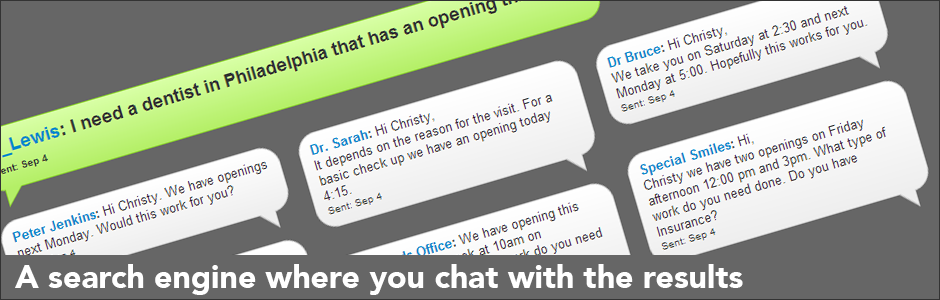 _Lewis: I need a dentist in Philadelphia that has an opening
Sent: Sep 4
Peter Jenkins: Hi Christy. We have openings
next Monday. Would this work for you?
Dr. Sarah: Hi Christy,
It depends on the reason for the visit. For a
basic check up we have an opening today
4:15.
Sent: Sep 4
Office: We have opening this
at 10am on
do you need
Dr Bruce: Hi Christy,
We take you on Saturday at 2:30 and next
Monday at 5:00. Hopefully this works for you.
Sent: Sep 4
Special Smiles: Hi,
Christy we have two openings on Friday
afternoon 12:00 pm and 3pm. What type of
work do you need done. Do you have
Insurance?
Sent: Sep 4
A search engine where you chat with the results